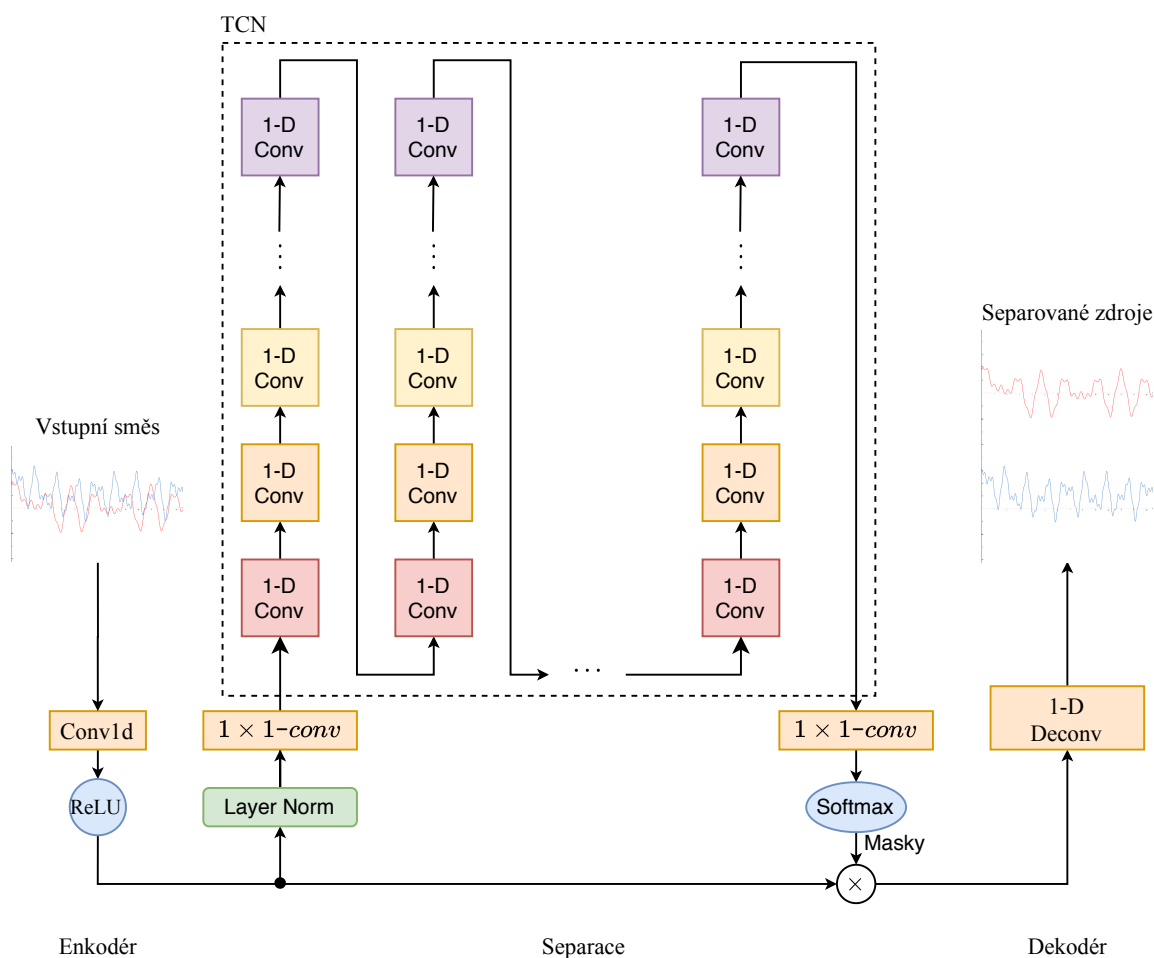 TCN
1-D
Conv
1-D
Conv
1-D
Conv
⋮
⋮
⋮
1-D
Conv
1-D
Conv
1-D
Conv
Separované zdroje
Vstupní směs
1-D
Conv
1-D
Conv
1-D
Conv
1-D
Conv
1-D
Conv
1-D
Conv
...
Conv1d
1 × 1-conv
1 × 1-conv
1-D
Deconv
ReLU
Layer Norm
Softmax
Masky
×
Enkodér
Separace
Dekodér